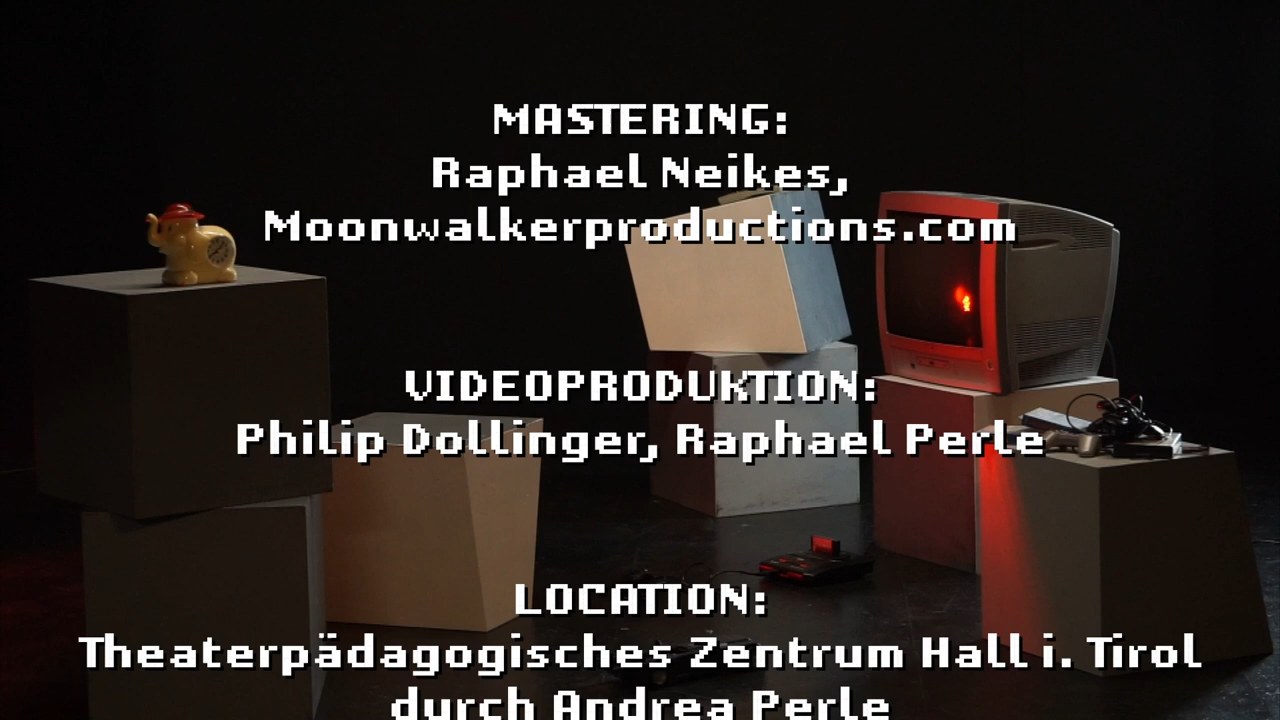 MASTERING:
Raphael Neikes,
Moonwalkerproductions.com
VIDEOPRODUKTION:
Philip Dollinger, Raphael Perle
LOCATION:
Theaterpädagogisches Zentrum Hall i. Tirol
durch Andrea Perle